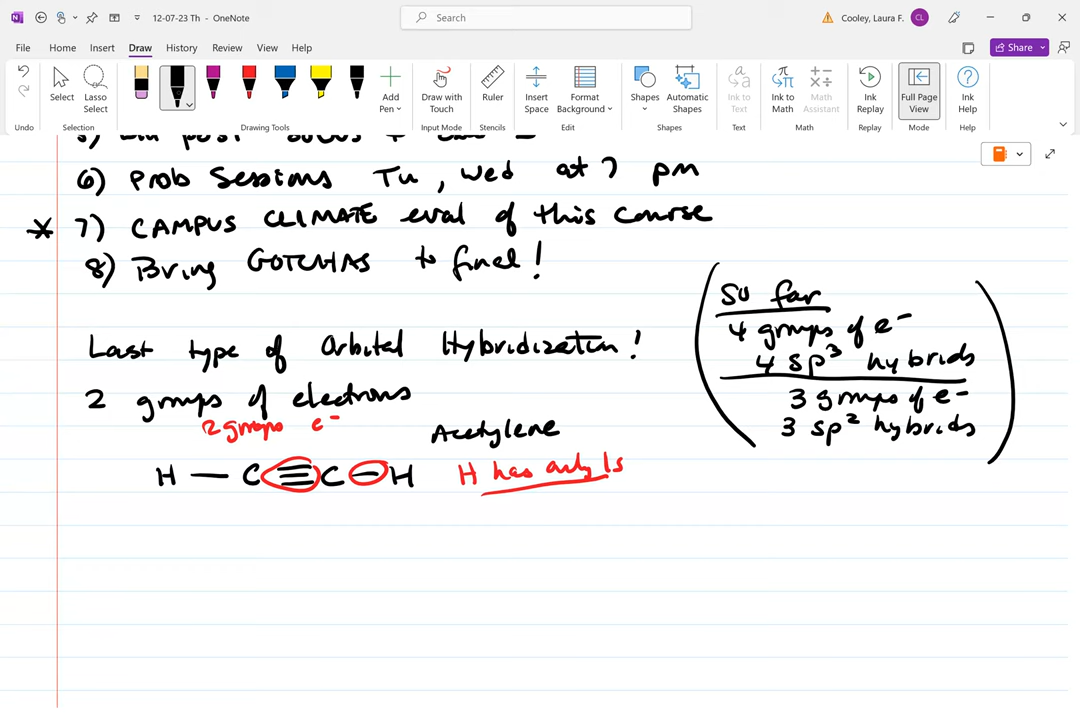 12-07-23 Th - OneNote
Search
Cooley, Laura F.
CL
File Home Insert Draw History Review View Help
Share
Select
Lasso Select
Add Pen
Draw with Touch
Ruler
Insert Space
Format Background
Shapes
Automatic Shapes
Ink to Text
Ink to Math
Math Assistant
Ink Replay
Full Page View
Ink Help
Undo Selection Drawing Tools Input Mode Stencils Edit Shapes Text Math Replay Mode Help
6) Prob Sessions Tu, Wed at 7 pm
* 7) CAMPUS CLIMATE eval of this course
8) Bring GOTCHAS to final!
So far
4 groups of e⁻
4 sp³ hybrids
3 groups of e⁻
3 sp² hybrids
Last type of Orbital Hybridization!
2 groups of electrons
2 groups e⁻
Acetylene
H — C ≡ C — H
H has only 1s